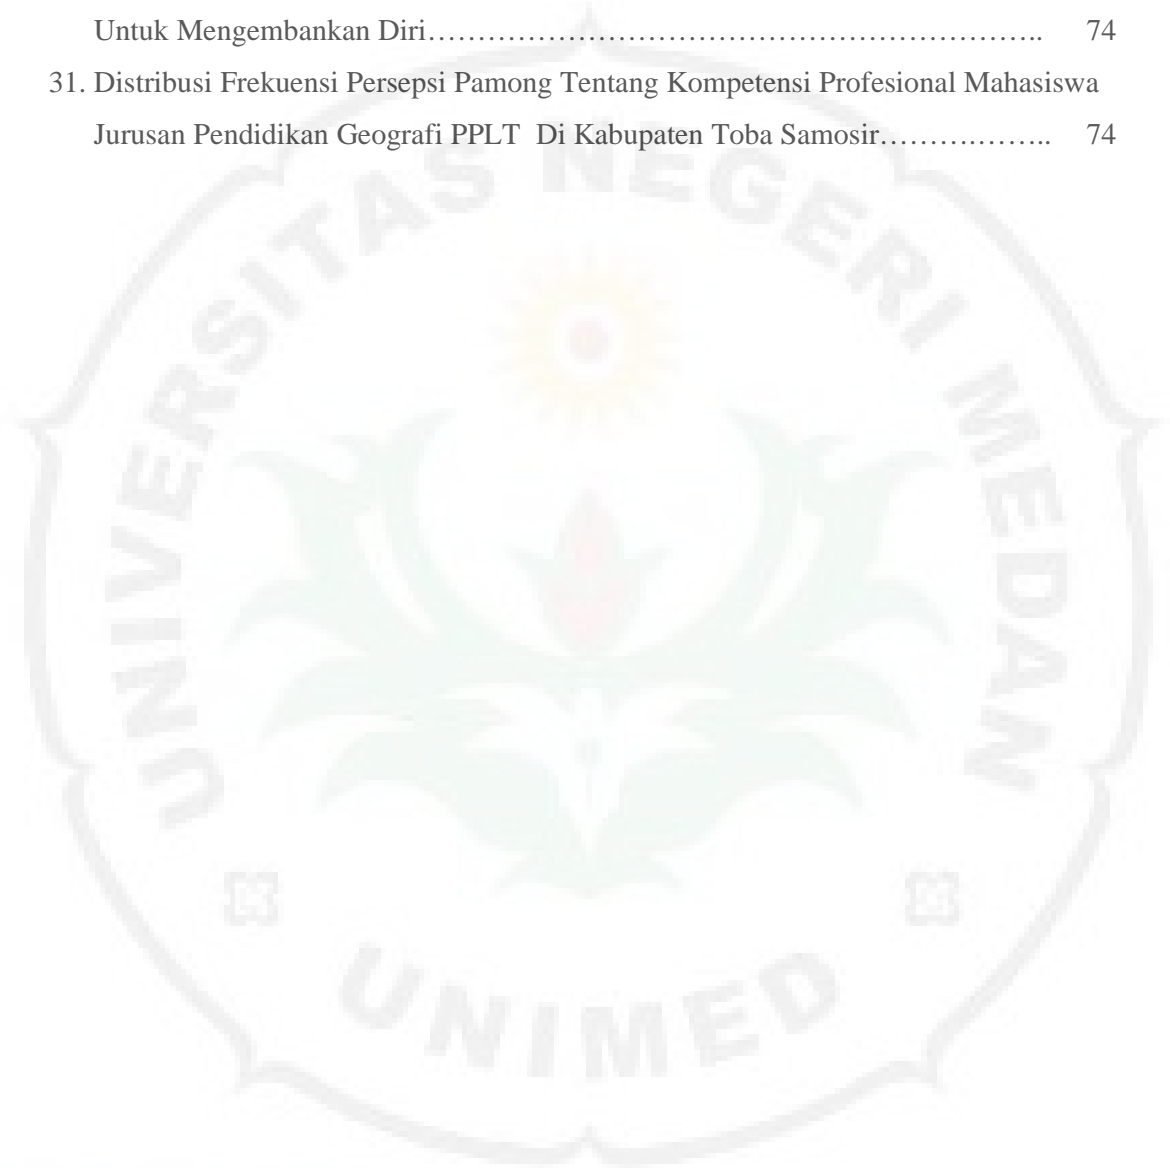 Untuk Mengembankan Diri…………………………………………………….. 74
31. Distribusi Frekuensi Persepsi Pamong Tentang Kompetensi Profesional Mahasiswa
Jurusan Pendidikan Geografi PPLT Di Kabupaten Toba Samosir……….…….. 74
UNIVERSITAS NEGERI MEDAN
UNIMED